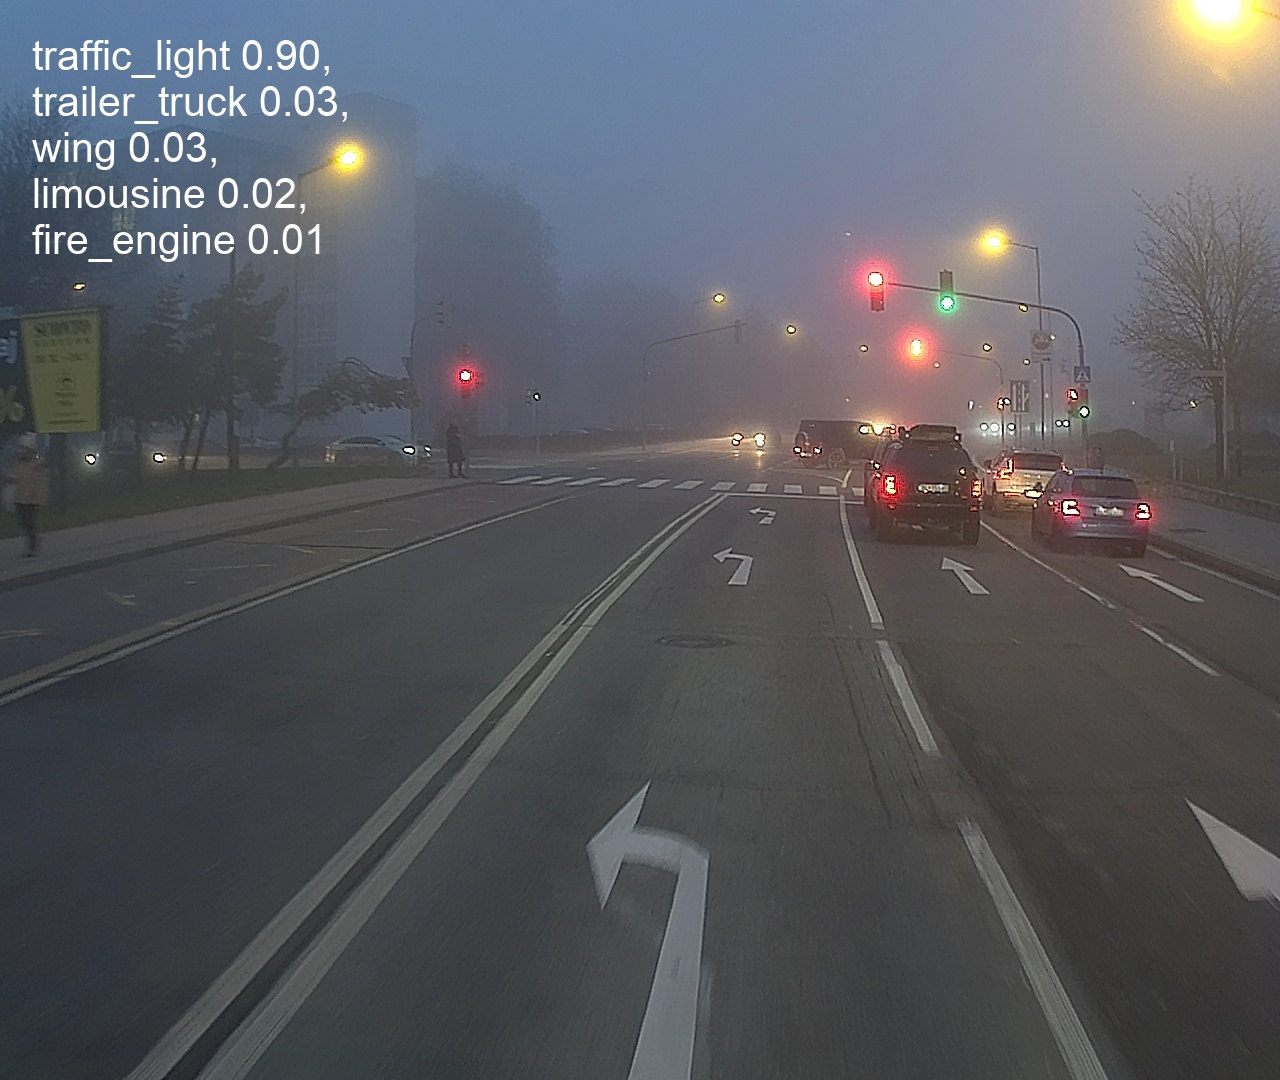 traffic_light 0.90,
trailer_truck 0.03,
wing 0.03,
limousine 0.02,
fire_engine 0.01
%